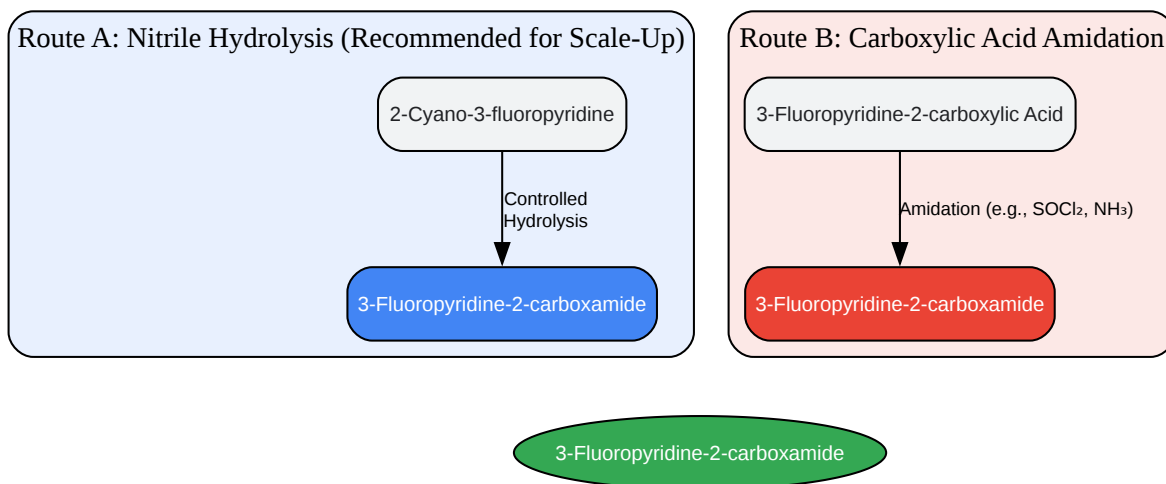 Route A: Nitrile Hydrolysis (Recommended for Scale-Up)
2-Cyano-3-fluoropyridine
Controlled
Hydrolysis
3-Fluoropyridine-2-carboxamide
Route B: Carboxylic Acid Amidation
3-Fluoropyridine-2-carboxylic Acid
Amidation (e.g., SOCl₂, NH₃)
3-Fluoropyridine-2-carboxamide
3-Fluoropyridine-2-carboxamide